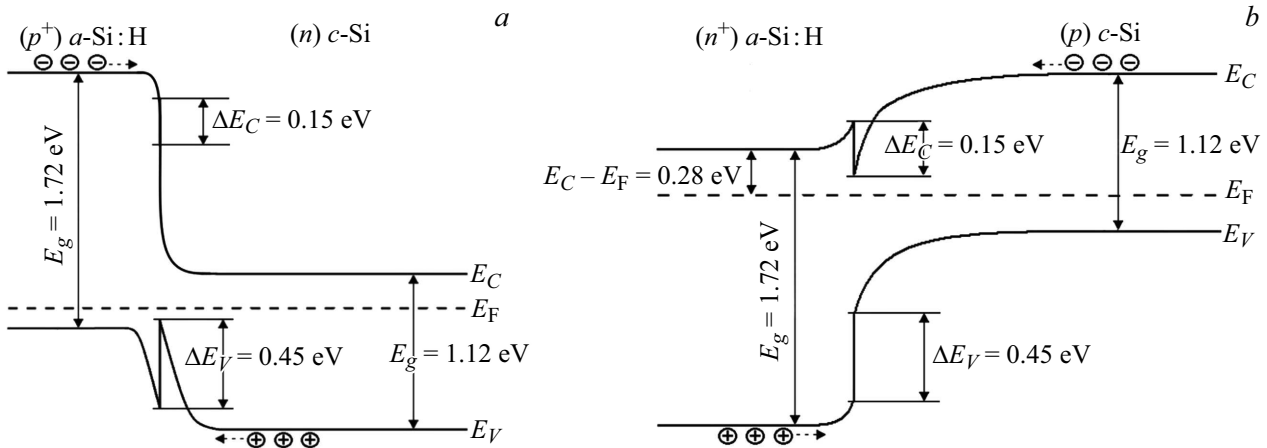 a
(p⁺) a-Si:H
(n) c-Si
ΔE_C = 0.15 eV
E_g = 1.72 eV
E_C
E_F
ΔE_V = 0.45 eV
E_g = 1.12 eV
E_V
b
(n⁺) a-Si:H
(p) c-Si
E_C
ΔE_C = 0.15 eV
E_g = 1.12 eV
E_C – E_F = 0.28 eV
E_F
E_V
E_g = 1.72 eV
ΔE_V = 0.45 eV